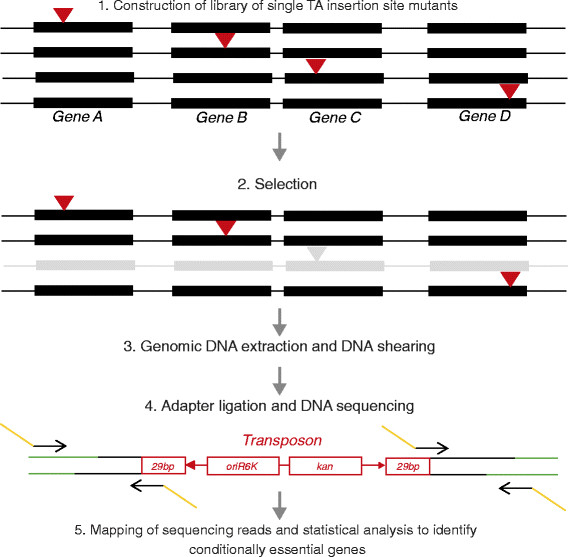 1. Construction of library of single TA insertion site mutants
Gene A Gene B Gene C Gene D
2. Selection
3. Genomic DNA extraction and DNA shearing
4. Adapter ligation and DNA sequencing
Transposon
29bp oriR6K kan 29bp
5. Mapping of sequencing reads and statistical analysis to identify
conditionally essential genes